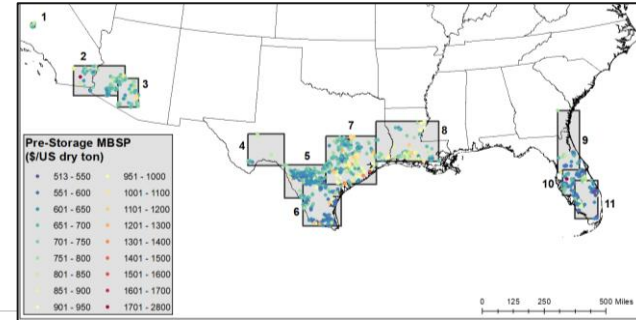 1
2
3
4
5
6
7
8
9
10
11
Pre-Storage MBSP
($/US dry ton)
513 - 550
551 - 600
601 - 650
651 - 700
701 - 750
751 - 800
801 - 850
851 - 900
901 - 950
951 - 1000
1001 - 1100
1101 - 1200
1201 - 1300
1301 - 1400
1401 - 1500
1501 - 1600
1601 - 1700
1701 - 2800
0 125 250 500 Miles